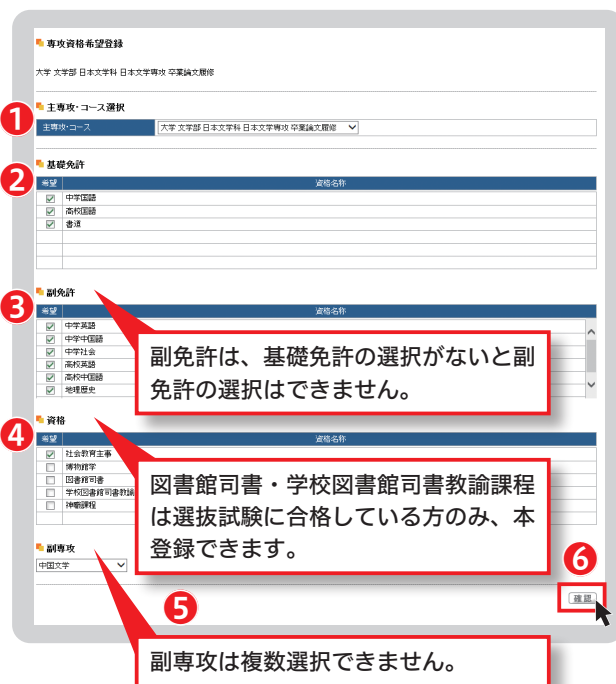 専攻資格希望登録
大学 文学部 日本文学科 日本文学専攻 卒業論文履修
1
主専攻・コース選択
主専攻・コース 大学 文学部 日本文学科 日本文学専攻 卒業論文履修
2
基礎免許
希望 資格名称
中学国語
高校国語
書道
3
副免許
希望 資格名称
中学英語
中学中国語
中学社会
高校英語
高校中国語
地理歴史
副免許は、基礎免許の選択がないと副
免許の選択はできません。
4
資格
希望 資格名称
社会教育主事
博物館学
図書館司書
学校図書館司書教諭
神職課程
図書館司書・学校図書館司書教諭課程
は選抜試験に合格している方のみ、本
登録できます。
副専攻
中国文学
5
6
確認
副専攻は複数選択できません。